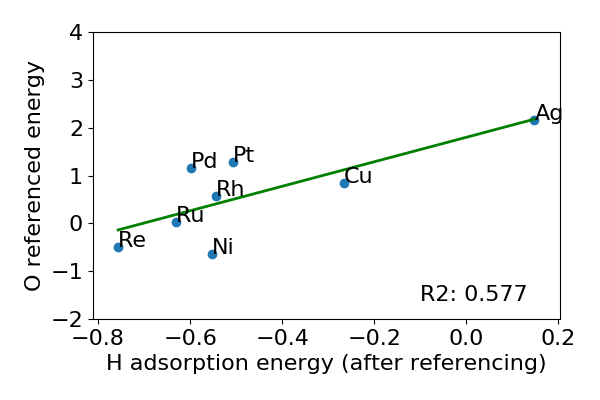 4
3
2
1
0
−1
−2
O referenced energy
Ag
Pd
Pt
Cu
Rh
Ru
Re
Ni
R2: 0.577
−0.8
−0.6
−0.4
−0.2
0.0
0.2
H adsorption energy (after referencing)